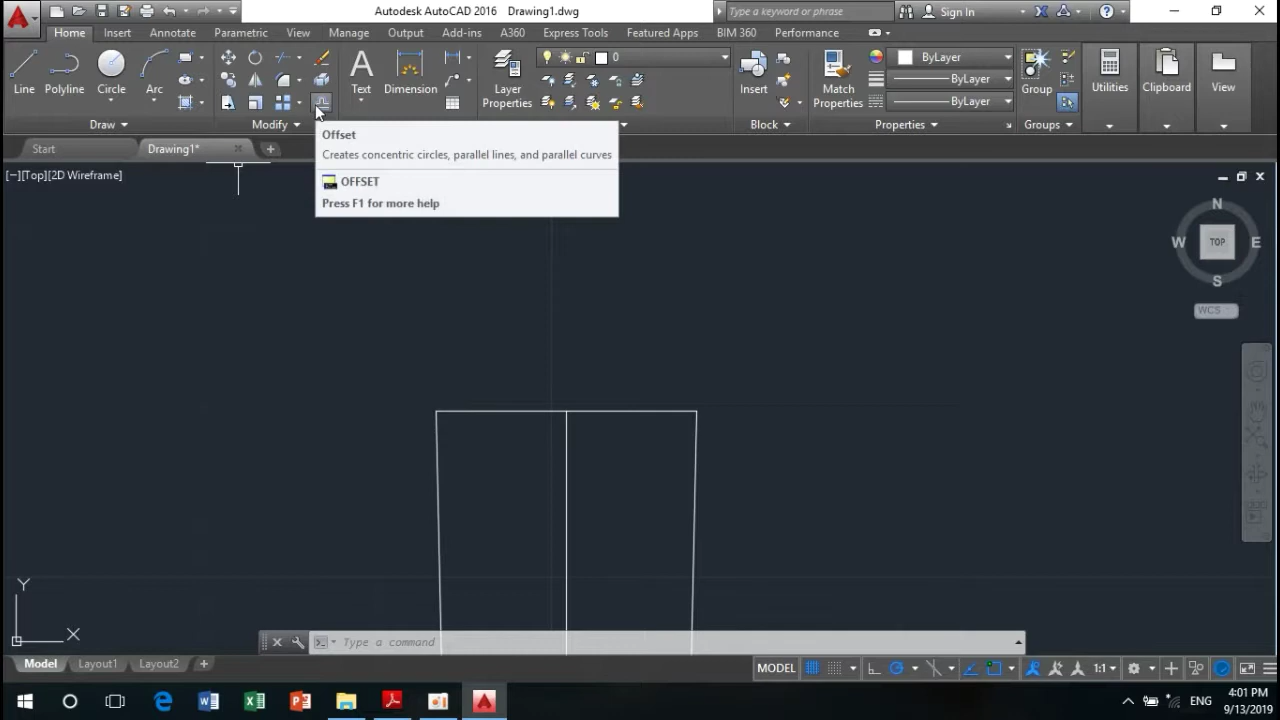 Autodesk AutoCAD 2016 Drawing1.dwg
Type a keyword or phrase
Sign In
Home Insert Annotate Parametric View Manage Output Add-ins A360 Express Tools Featured Apps BIM 360 Performance
0
ByLayer
ByLayer
ByLayer
Line Polyline Circle Arc
Text Dimension
Layer
Properties
Insert
Match
Properties
Group
Utilities
Clipboard
View
Draw
Modify
Block
Properties
Groups
Start
Drawing1*
Offset
Creates concentric circles, parallel lines, and parallel curves
OFFSET
Press F1 for more help
[−][Top][2D Wireframe]
N
W
TOP
E
S
WCS
Y
X
Type a command
Model Layout1 Layout2
MODEL
1:1
ENG
4:01 PM
9/13/2019